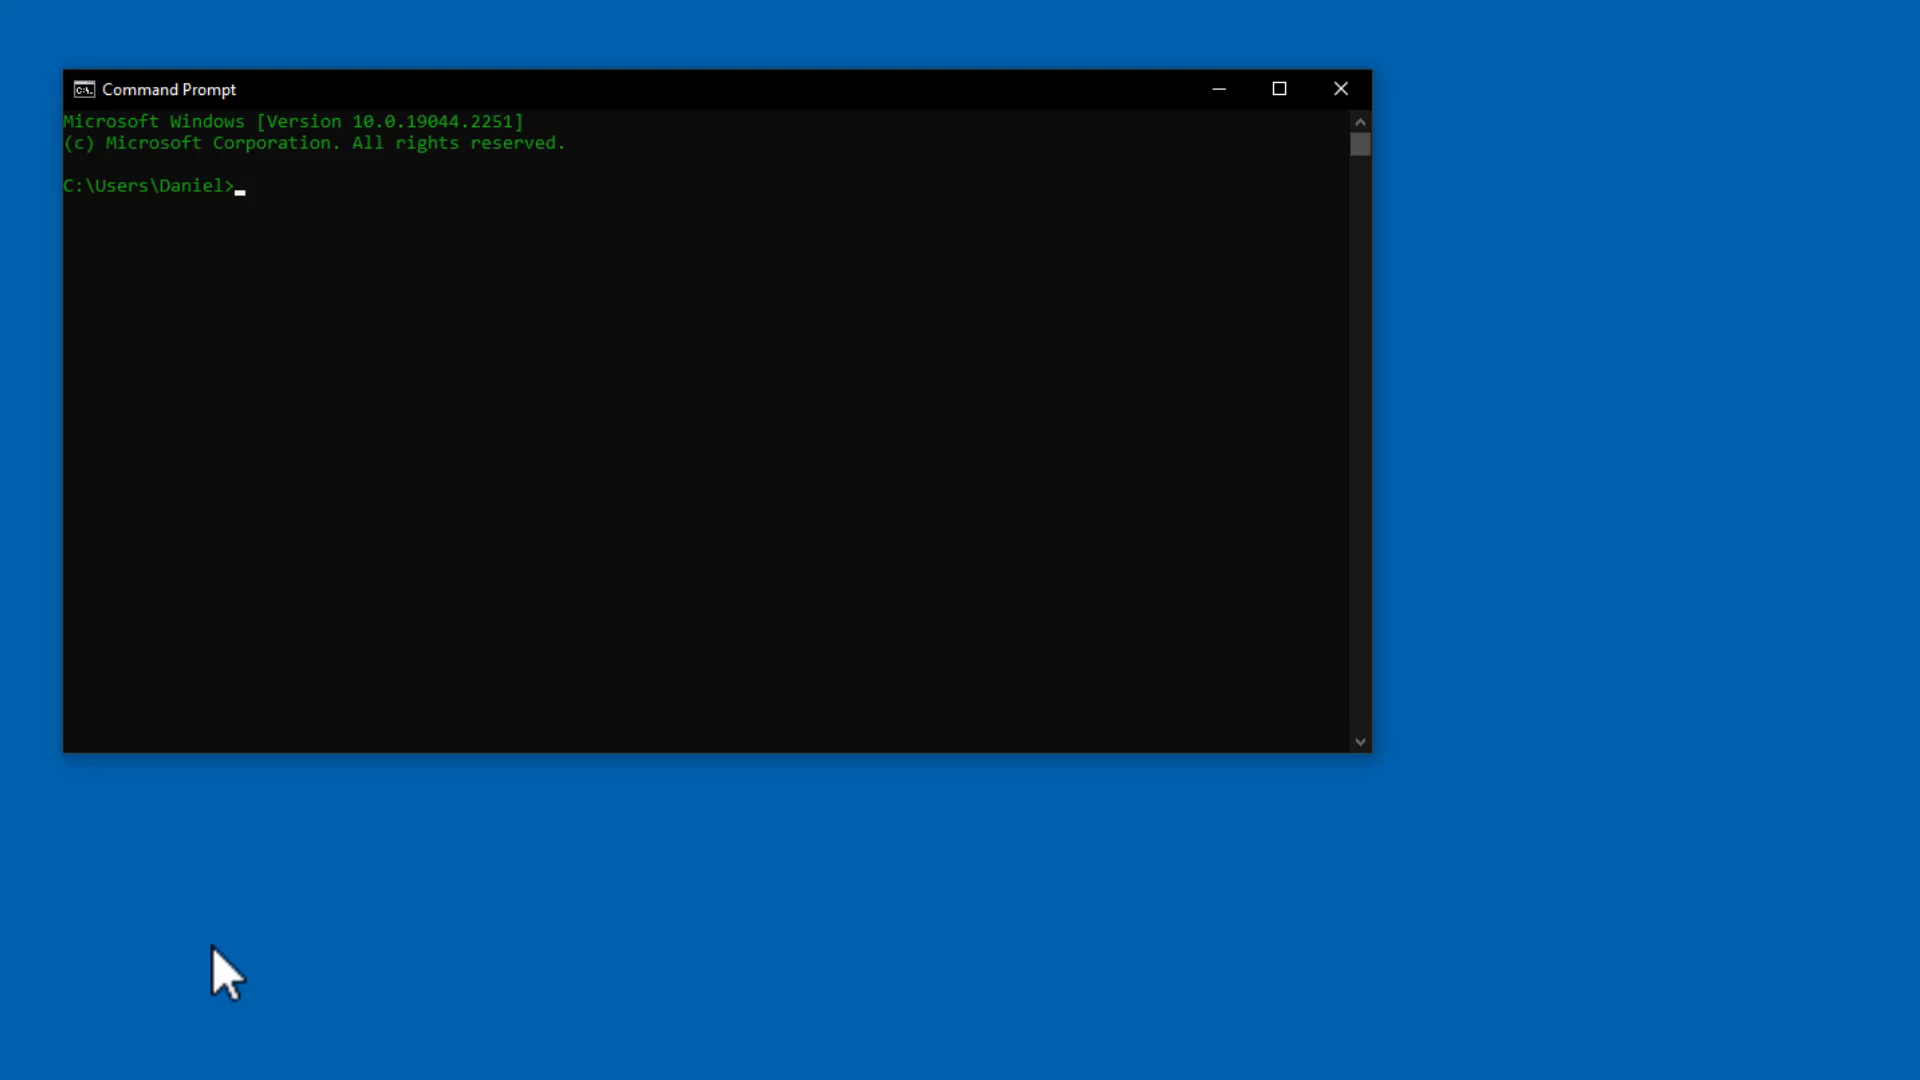 Command Prompt
Microsoft Windows [Version 10.0.19044.2251]
(c) Microsoft Corporation. All rights reserved.
C:\Users\Daniel>